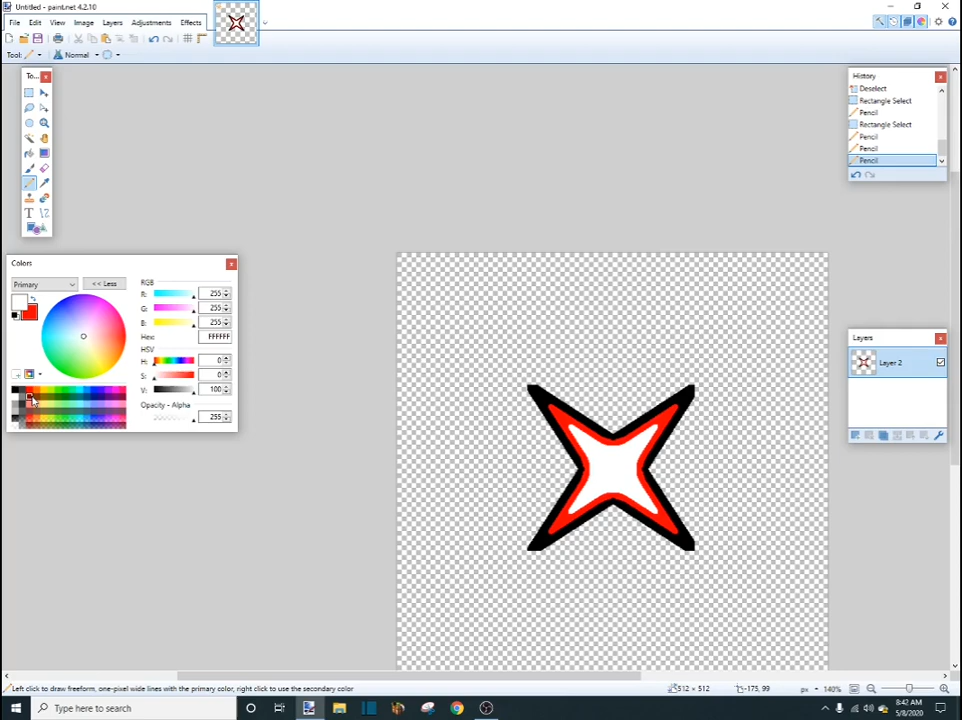 Untitled - paint.net 4.2.10
File Edit View Image Layers Adjustments Effects
Tool: Normal
To...
History
Deselect
Rectangle Select
Pencil
Rectangle Select
Pencil
Pencil
Pencil
Colors
Primary << Less
RGB
R: 255
G: 255
B: 255
Hex: FFFFFF
HSV
H: 0
S: 0
V: 100
Opacity - Alpha
255
Layers
Layer 2
Left click to draw freeform, one-pixel wide lines with the primary color, right click to use the secondary color
512 × 512 -175, 99 px 140%
Type here to search
8:42 AM
5/8/2020